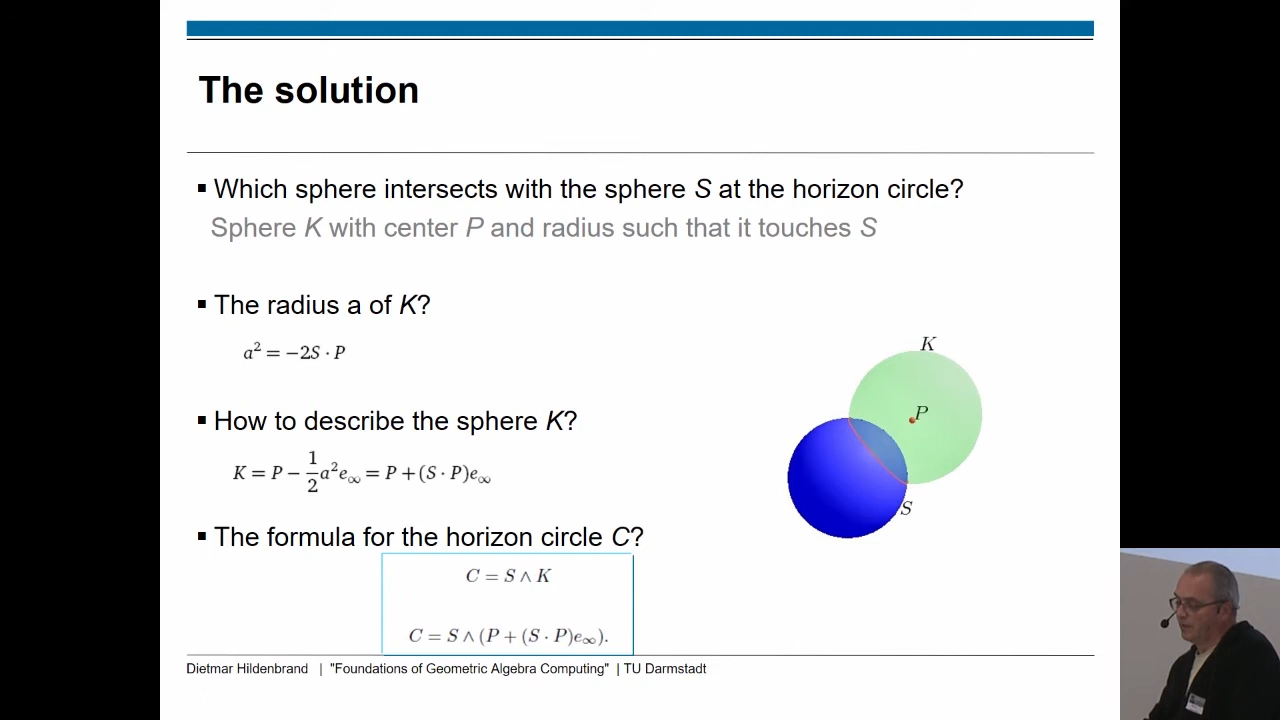 The solution
▪ Which sphere intersects with the sphere S at the horizon circle?
Sphere K with center P and radius such that it touches S
▪ The radius a of K?
a² = −2S · P
▪ How to describe the sphere K?
K = P − 1/2 a²e∞ = P + (S · P)e∞
▪ The formula for the horizon circle C?
C = S ∧ K
C = S ∧ (P + (S · P)e∞).
K
P
S
Dietmar Hildenbrand | "Foundations of Geometric Algebra Computing" | TU Darmstadt